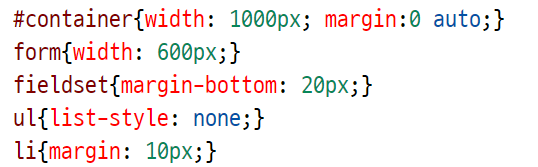 #container{width: 1000px; margin:0 auto;}
form{width: 600px;}
fieldset{margin-bottom: 20px;}
ul{list-style: none;}
li{margin: 10px;}